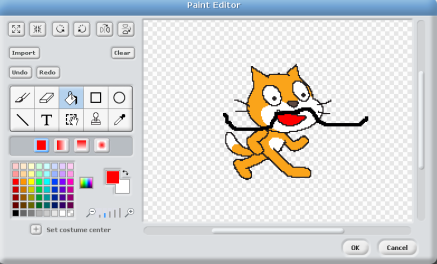 Paint Editor
Import Clear
Undo Redo
T
Set costume center
OK Cancel